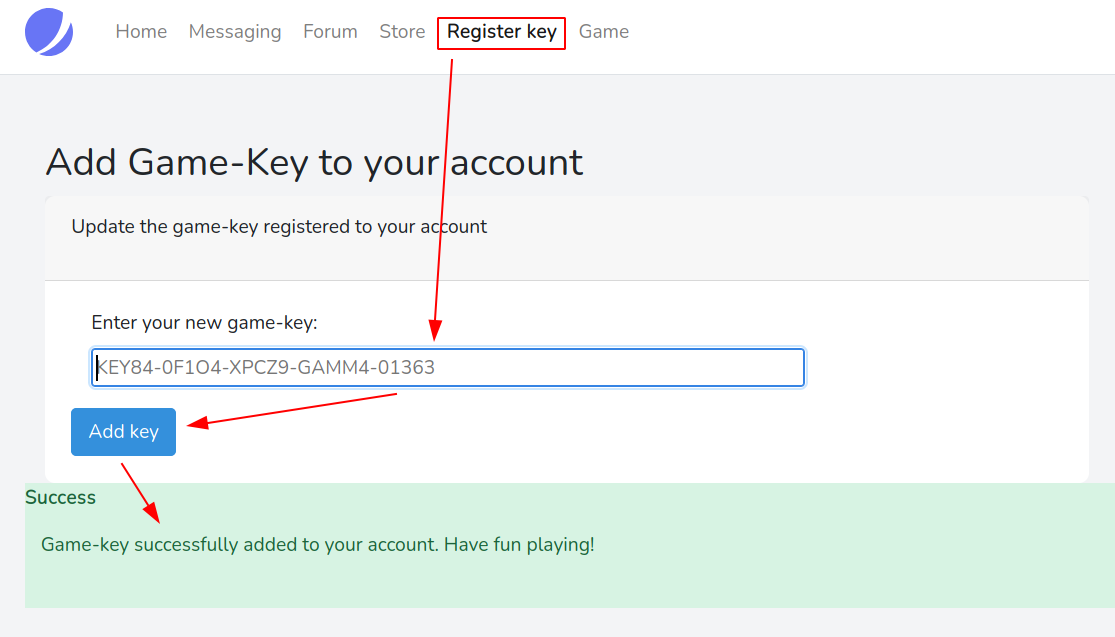 Home Messaging Forum Store Register key Game
Add Game-Key to your account
Update the game-key registered to your account
Enter your new game-key:
KEY84-0F1O4-XPCZ9-GAMM4-01363
Add key
Success
Game-key successfully added to your account. Have fun playing!